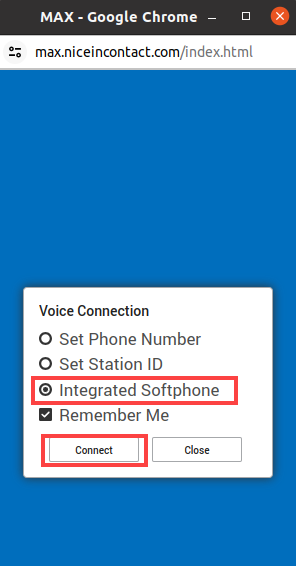 MAX - Google Chrome
max.niceincontact.com/index.html
Voice Connection
Set Phone Number
Set Station ID
Integrated Softphone
Remember Me
Connect Close